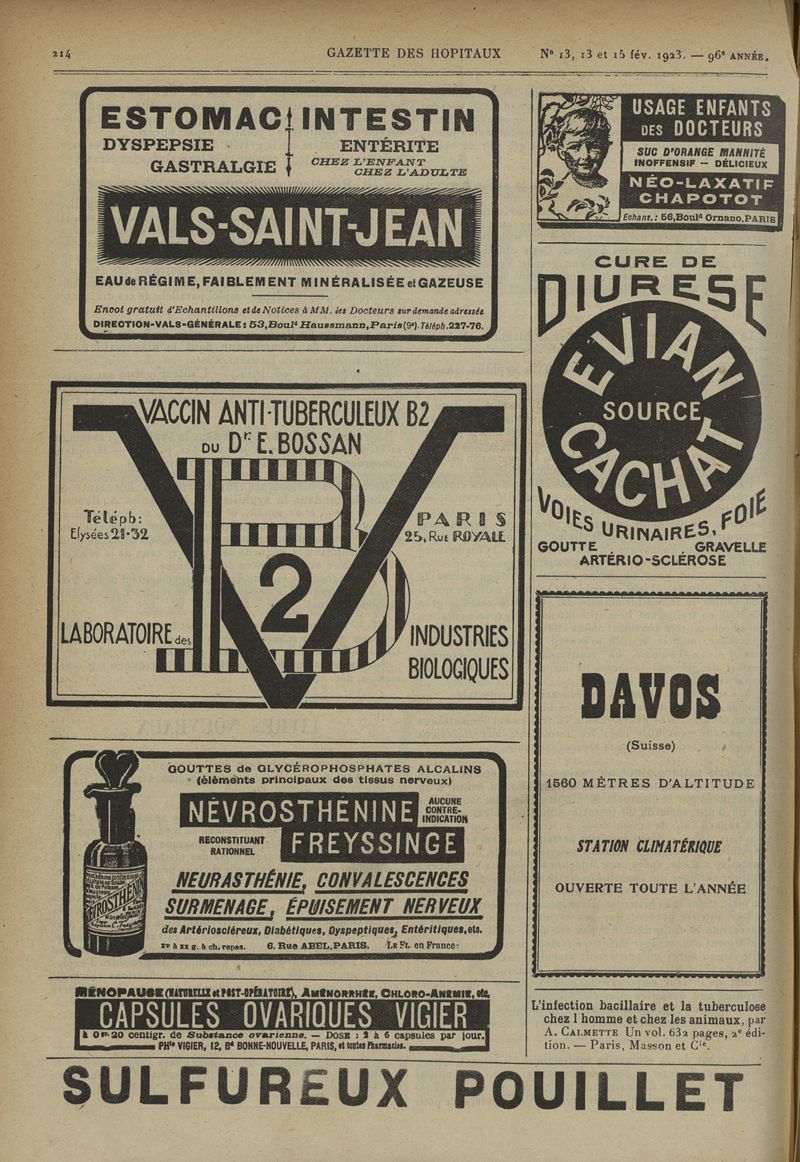 214 GAZETTE DES HOPITAUX N° 13, 13 et 15 fév. 1923. — 96e ANNÉE.
ESTOMAC INTESTIN
DYSPEPSIE ENTÉRITE
GASTRALGIE CHEZ L'ENFANT
CHEZ L'ADULTE
VALS-SAINT-JEAN
EAU de RÉGIME, FAIBLEMENT MINÉRALISÉE et GAZEUSE
Envoi gratuit d'Echantillons et de Notices à MM. les Docteurs sur demande adressée
DIRECTION-VALS-GÉNÉRALE: 53, Bould Haussmann, Paris (9e). Téléph. 227-76.
VACCIN ANTI-TUBERCULEUX B2
DU Dr. E. BOSSAN
Téléph:
Elysées 28·32
PARIS
25, Rue ROYALE
VB
2
LABORATOIRE des
INDUSTRIES
BIOLOGIQUES
GOUTTES de GLYCÉROPHOSPHATES ALCALINS
(éléments principaux des tissus nerveux)
NÉVROSTHÉNINE
AUCUNE
CONTRE-
INDICATION
RECONSTITUANT
RATIONNEL
FREYSSINGE
NEURASTHÉNIE, CONVALESCENCES
SURMENAGE, ÉPUISEMENT NERVEUX
des Artérioscléreux, Diabétiques, Dyspeptiques, Entéritiques, etc.
XV à XX g. à ch. repas. 6. Rue ABEL, PARIS. Le FL. en France:
NÉVROSTHÉNINE
MÉNOPAUSE (NATURELLE et POST-OPÉRATOIRE), AMÉNORRHÉE, CHLORO-ANEMIE, etc.
CAPSULES OVARIQUES VIGIER
à 0 gr. 20 centigr. de Substance ovarienne. — DOSE : 2 à 6 capsules par jour.
PHie VIGIER, 12, Bd BONNE-NOUVELLE, PARIS, et toutes Pharmacies.
USAGE ENFANTS
DES DOCTEURS
SUC D'ORANGE MANNITÉ
INOFFENSIF — DÉLICIEUX
NÉO-LAXATIF
CHAPOTOT
Echant. : 56, Bould Ornano, PARIS
CURE DE
DIURESE
EVIAN
SOURCE
CACHAT
VOIES URINAIRES, FOIE
GOUTTE GRAVELLE
ARTÉRIO-SCLÉROSE
DAVOS
(Suisse)
1560 MÈTRES D'ALTITUDE
STATION CLIMATÉRIQUE
OUVERTE TOUTE L'ANNÉE
L'infection bacillaire et la tuberculose
chez l homme et chez les animaux, par
A. CALMETTE Un vol. 632 pages, 2e édi-
tion. — Paris, Masson et Cie.
SULFUREUX POUILLET